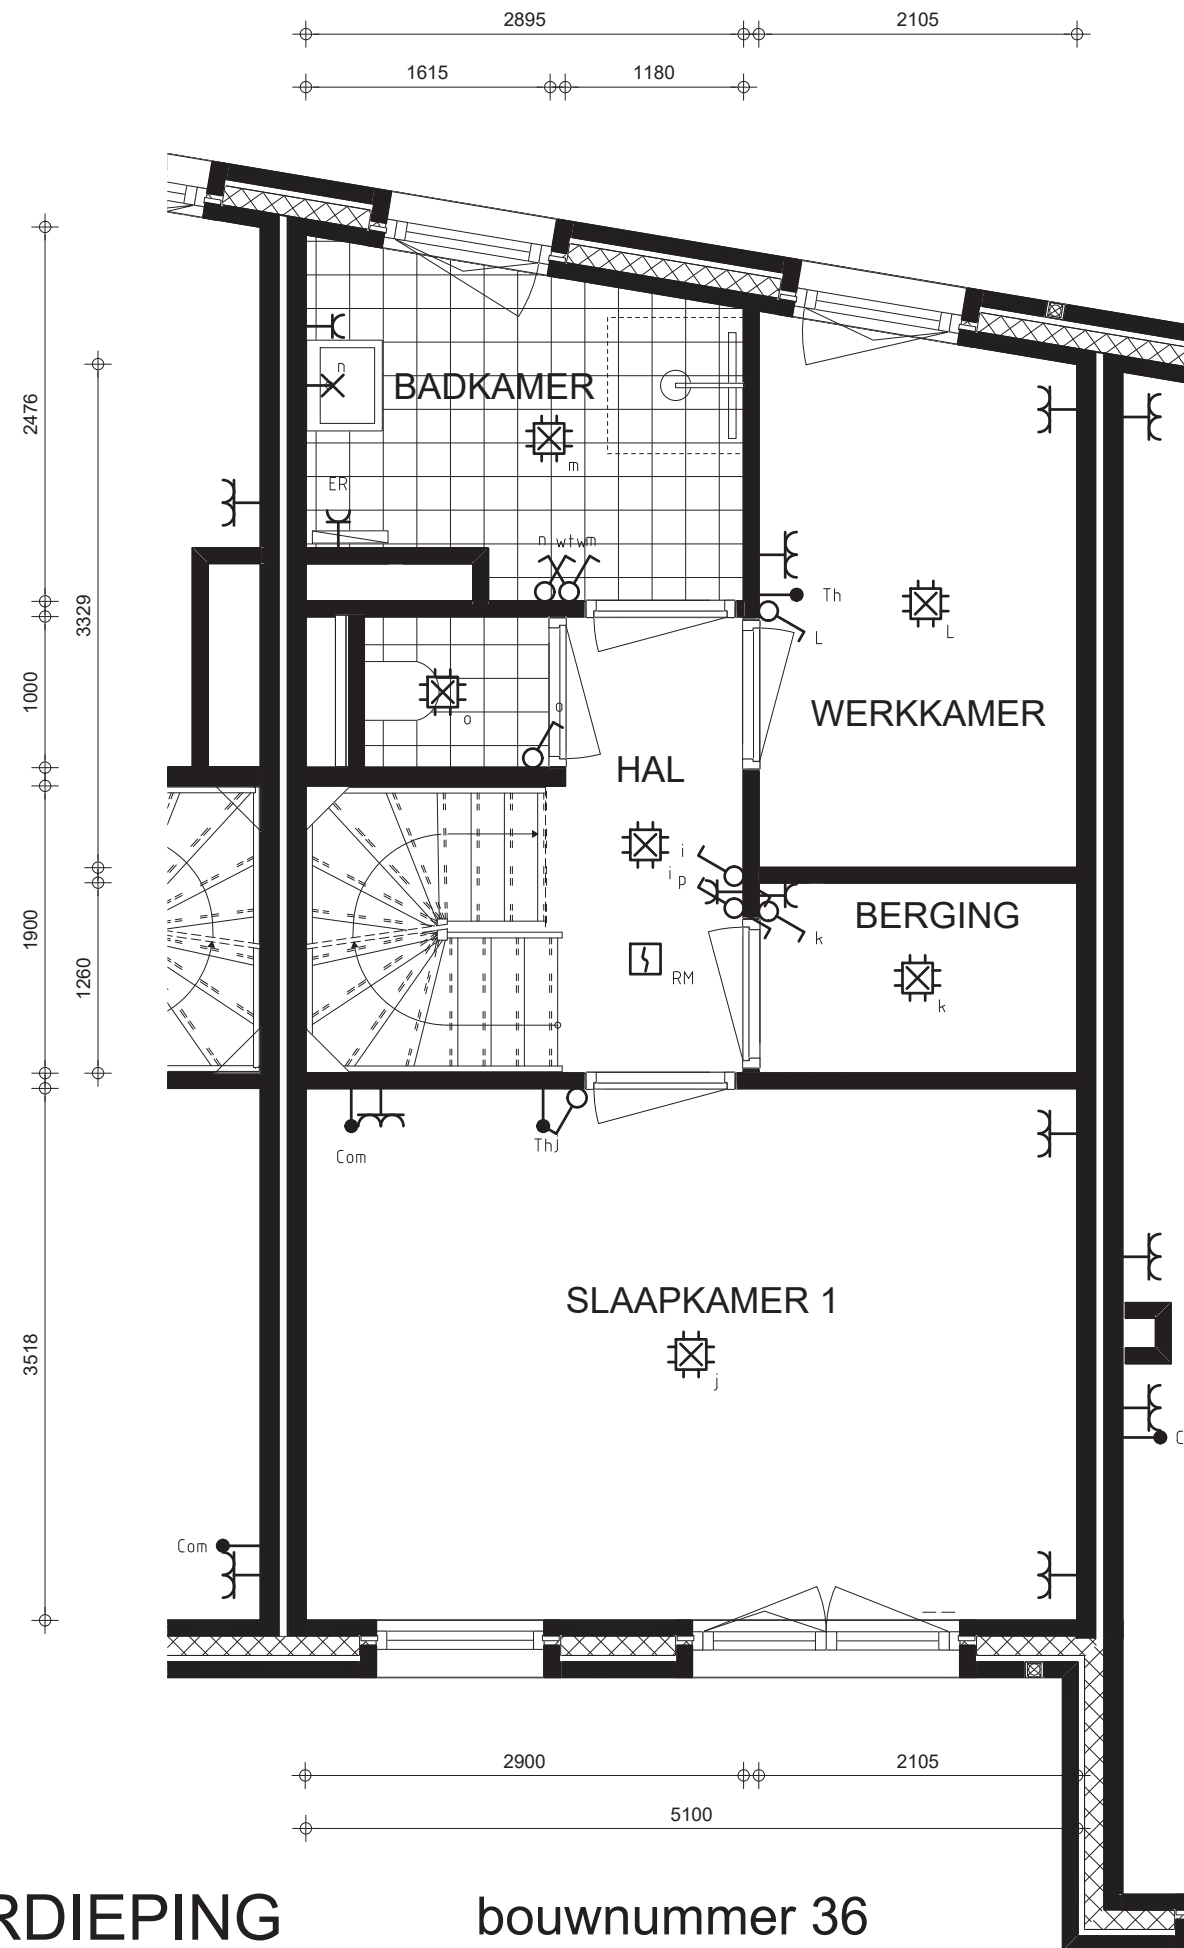 2895
2105
1615
1180
2476
3329
1000
1900
1260
3518
n
BADKAMER
m
ER
n wtwm
Th
L
L
WERKKAMER
o
o
HAL
i
i
p
k
BERGING
k
RM
Com
Thj
SLAAPKAMER 1
j
C
Com
2900
2105
5100
RDIEPING
bouwnummer 36